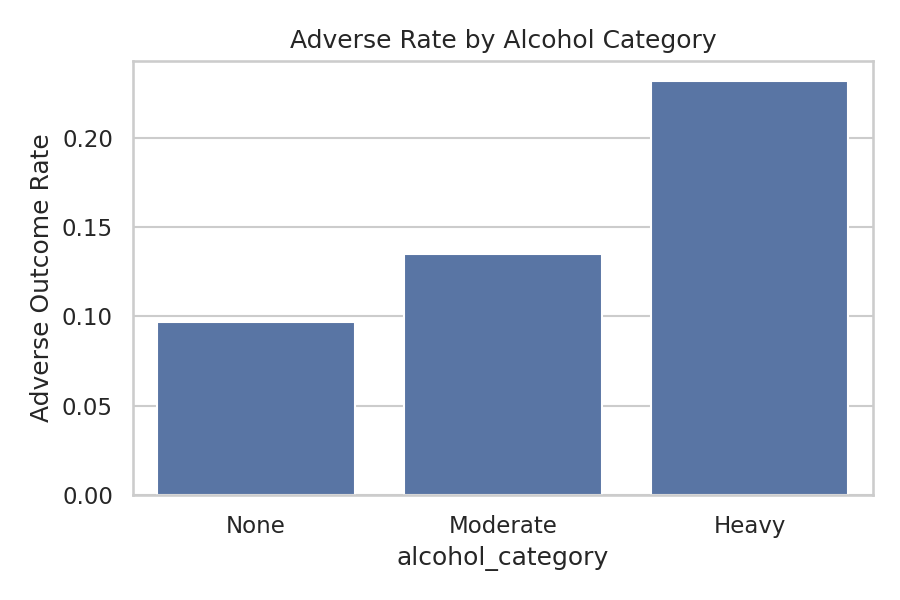 Adverse Rate by Alcohol Category
Adverse Outcome Rate
0.20
0.15
0.10
0.05
0.00
None Moderate Heavy
alcohol_category